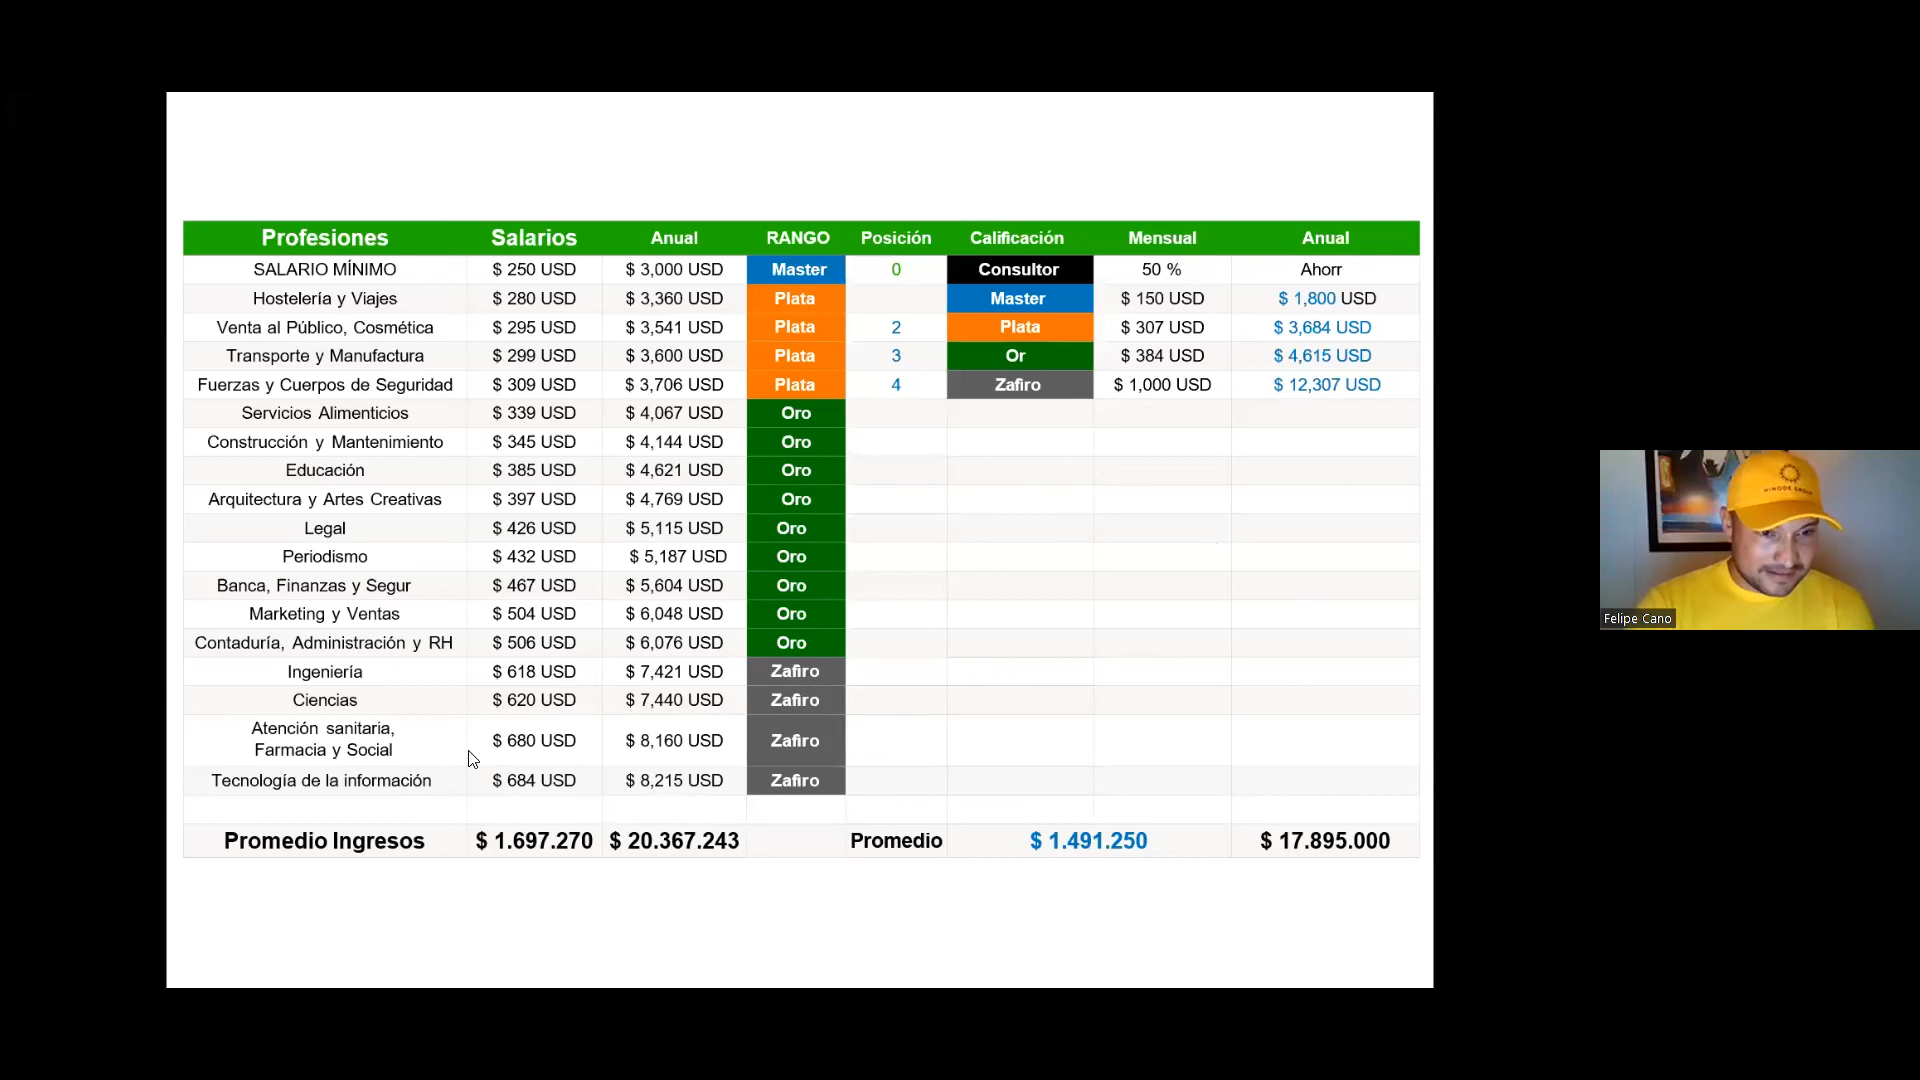 Profesiones Salarios Anual RANGO Posición Calificación Mensual Anual
SALARIO MÍNIMO $ 250 USD $ 3,000 USD Master 0 Consultor 50 % Ahorr
Hostelería y Viajes $ 280 USD $ 3,360 USD Plata Master $ 150 USD $ 1,800 USD
Venta al Público, Cosmética $ 295 USD $ 3,541 USD Plata 2 Plata $ 307 USD $ 3,684 USD
Transporte y Manufactura $ 299 USD $ 3,600 USD Plata 3 Or $ 384 USD $ 4,615 USD
Fuerzas y Cuerpos de Seguridad $ 309 USD $ 3,706 USD Plata 4 Zafiro $ 1,000 USD $ 12,307 USD
Servicios Alimenticios $ 339 USD $ 4,067 USD Oro
Construcción y Mantenimiento $ 345 USD $ 4,144 USD Oro
Educación $ 385 USD $ 4,621 USD Oro
Arquitectura y Artes Creativas $ 397 USD $ 4,769 USD Oro
Legal $ 426 USD $ 5,115 USD Oro
Periodismo $ 432 USD $ 5,187 USD Oro
Banca, Finanzas y Segur $ 467 USD $ 5,604 USD Oro
Marketing y Ventas $ 504 USD $ 6,048 USD Oro
Contaduría, Administración y RH $ 506 USD $ 6,076 USD Oro
Ingeniería $ 618 USD $ 7,421 USD Zafiro
Ciencias $ 620 USD $ 7,440 USD Zafiro
Atención sanitaria,
Farmacia y Social $ 680 USD $ 8,160 USD Zafiro
Tecnología de la información $ 684 USD $ 8,215 USD Zafiro
Promedio Ingresos $ 1.697.270 $ 20.367.243 Promedio $ 1.491.250 $ 17.895.000
HINODE GROUP
Felipe Cano